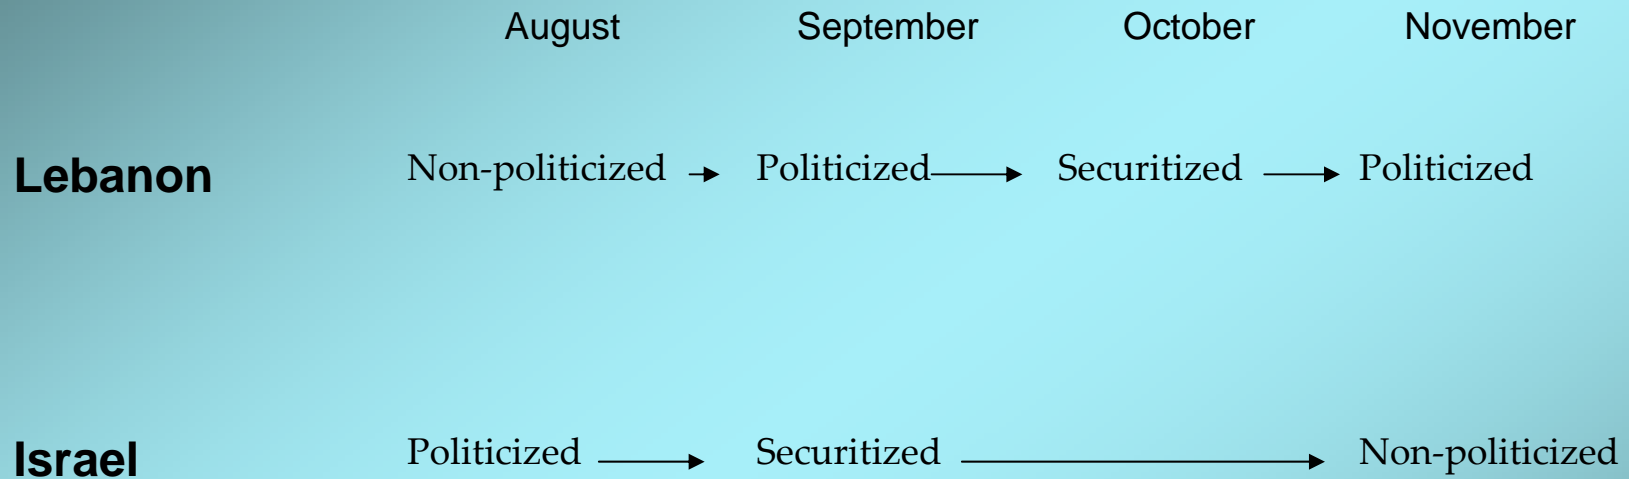 August September October November
Lebanon Non-politicized Politicized Securitized Politicized
Israel Politicized Securitized Non-politicized